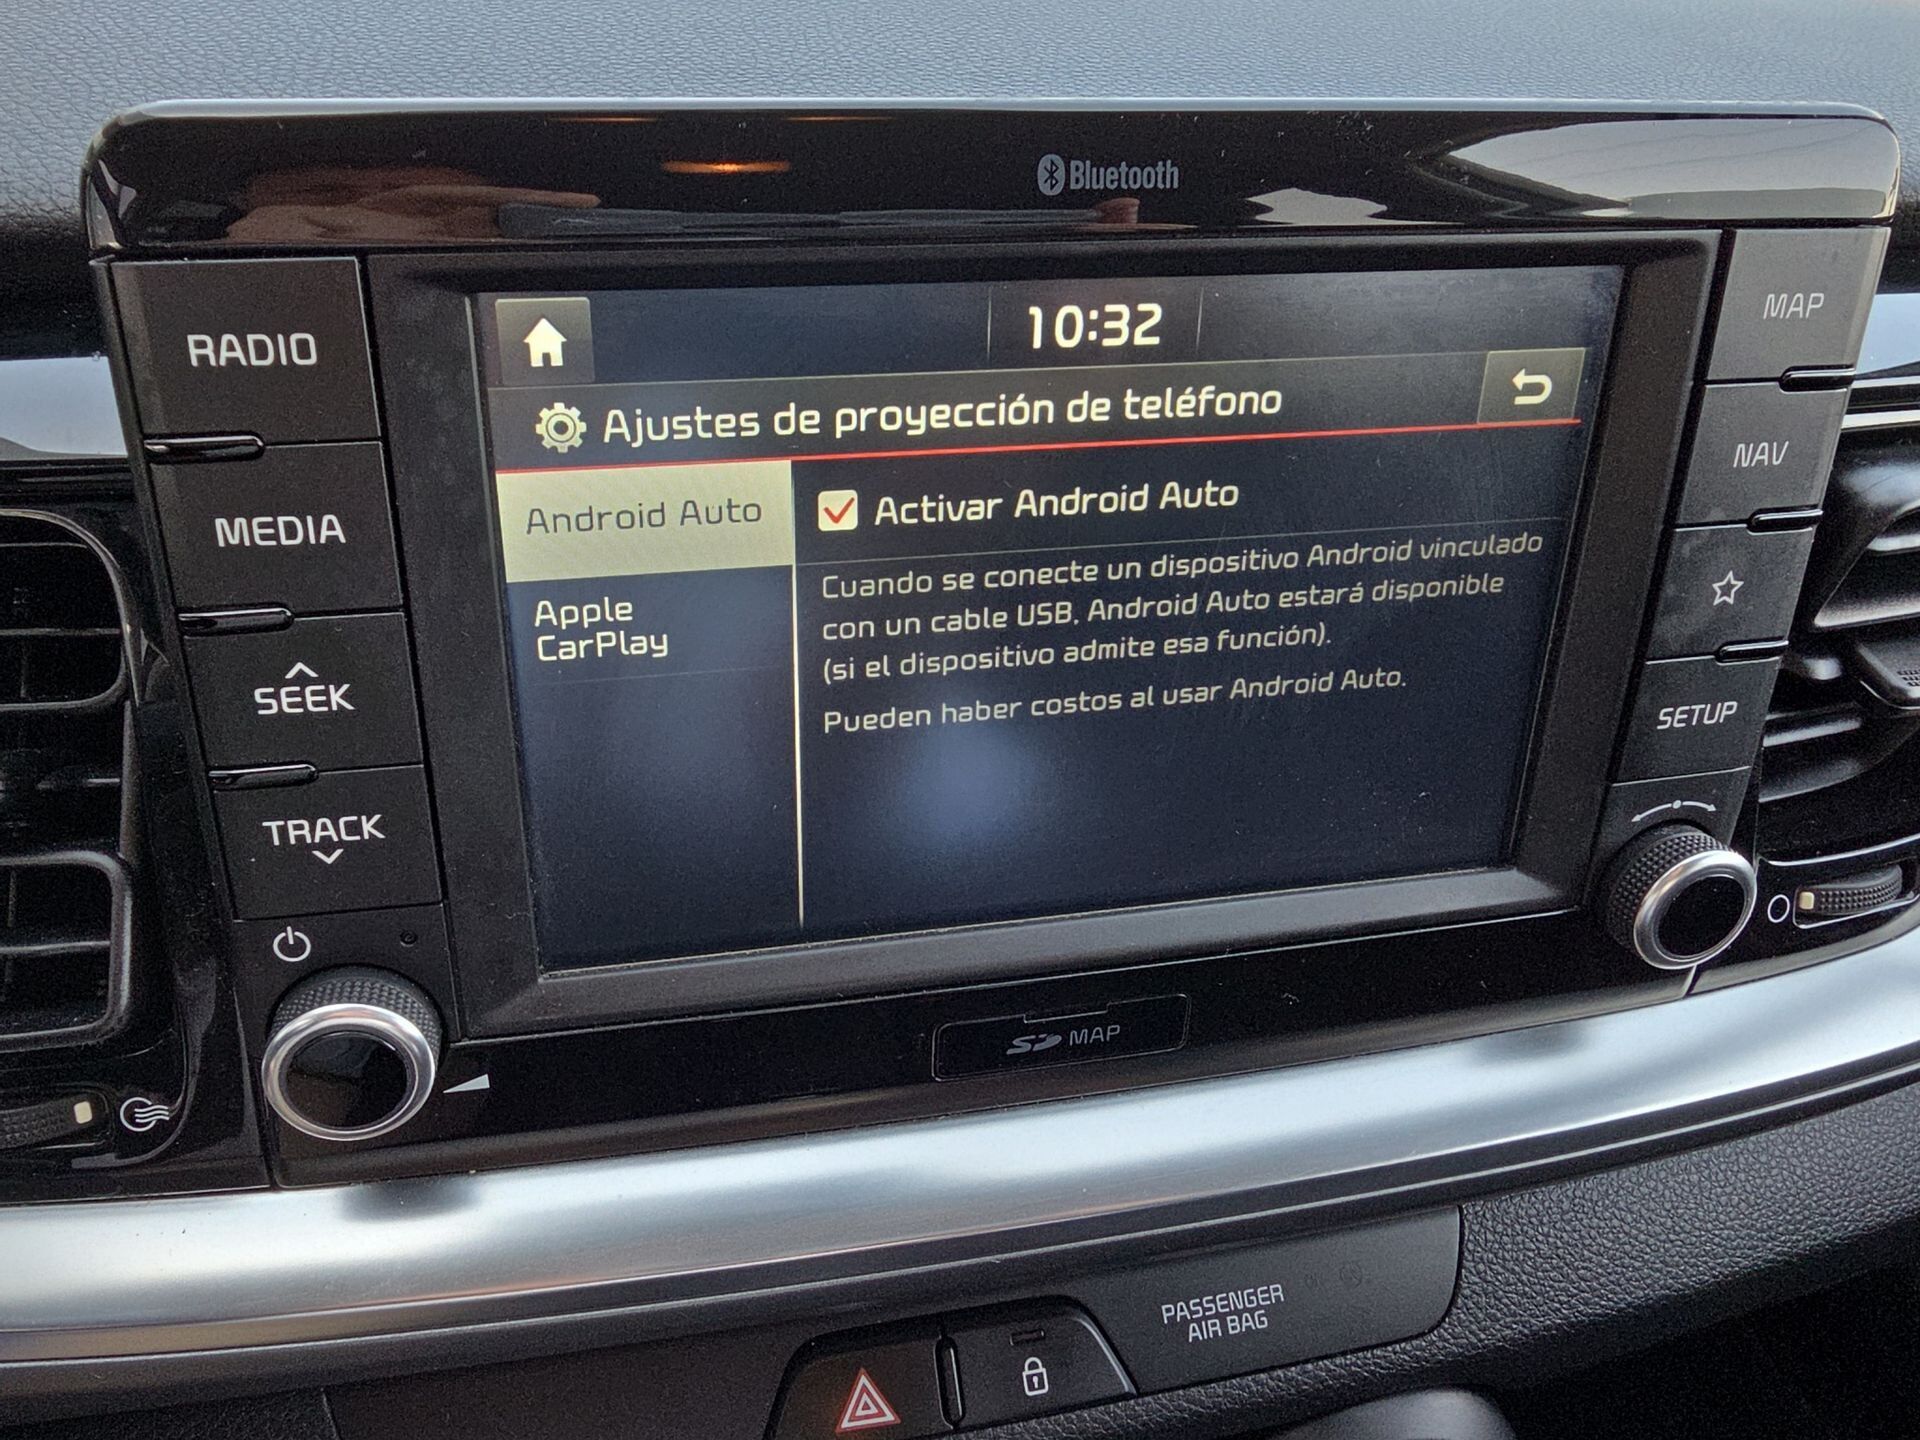 Bluetooth
RADIO
MEDIA
SEEK
TRACK
10:32
Ajustes de proyección de teléfono
Android Auto
Apple
CarPlay
Activar Android Auto
Cuando se conecte un dispositivo Android vinculado
con un cable USB, Android Auto estará disponible
(si el dispositivo admite esa función).
Pueden haber costos al usar Android Auto.
MAP
NAV
SETUP
SD MAP
PASSENGER
AIR BAG